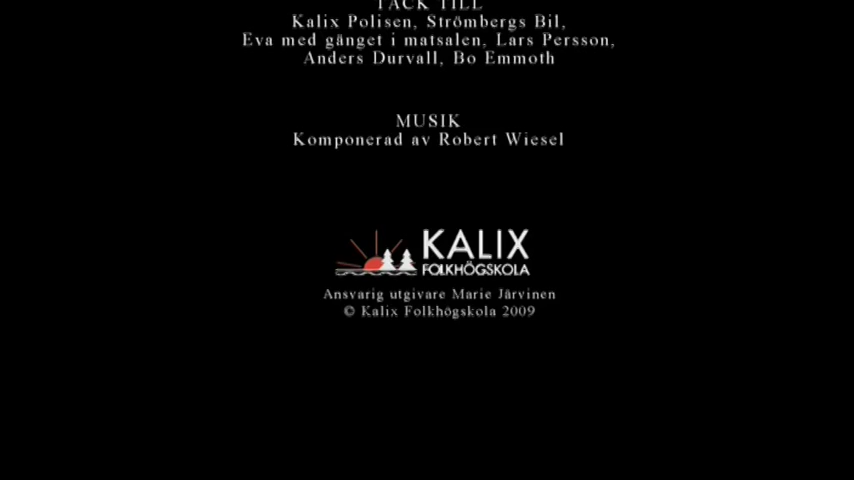 TACK TILL
Kalix Polisen, Strömbergs Bil,
Eva med gänget i matsalen, Lars Persson,
Anders Durvall, Bo Emmoth
MUSIK
Komponerad av Robert Wiesel
KALIX
FOLKHÖGSKOLA
Ansvarig utgivare Marie Järvinen
© Kalix Folkhögskola 2009